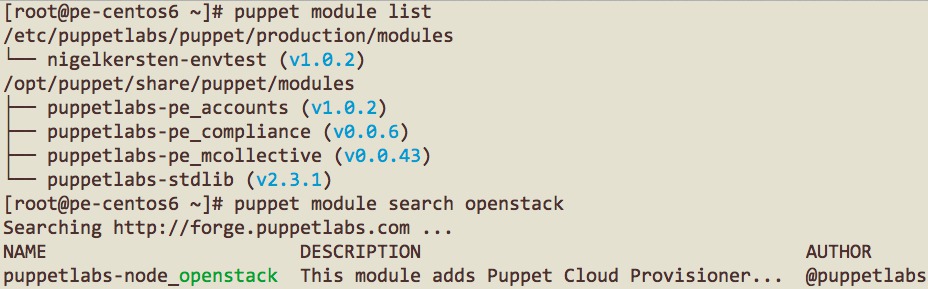 [root@pe-centos6 ~]# puppet module list
/etc/puppetlabs/puppet/production/modules
└── nigelkersten-envtest (v1.0.2)
/opt/puppet/share/puppet/modules
├── puppetlabs-pe_accounts (v1.0.2)
├── puppetlabs-pe_compliance (v0.0.6)
├── puppetlabs-pe_mcollective (v0.0.43)
└── puppetlabs-stdlib (v2.3.1)
[root@pe-centos6 ~]# puppet module search openstack
Searching http://forge.puppetlabs.com ...
NAME DESCRIPTION AUTHOR
puppetlabs-node_openstack This module adds Puppet Cloud Provisioner... @puppetlabs